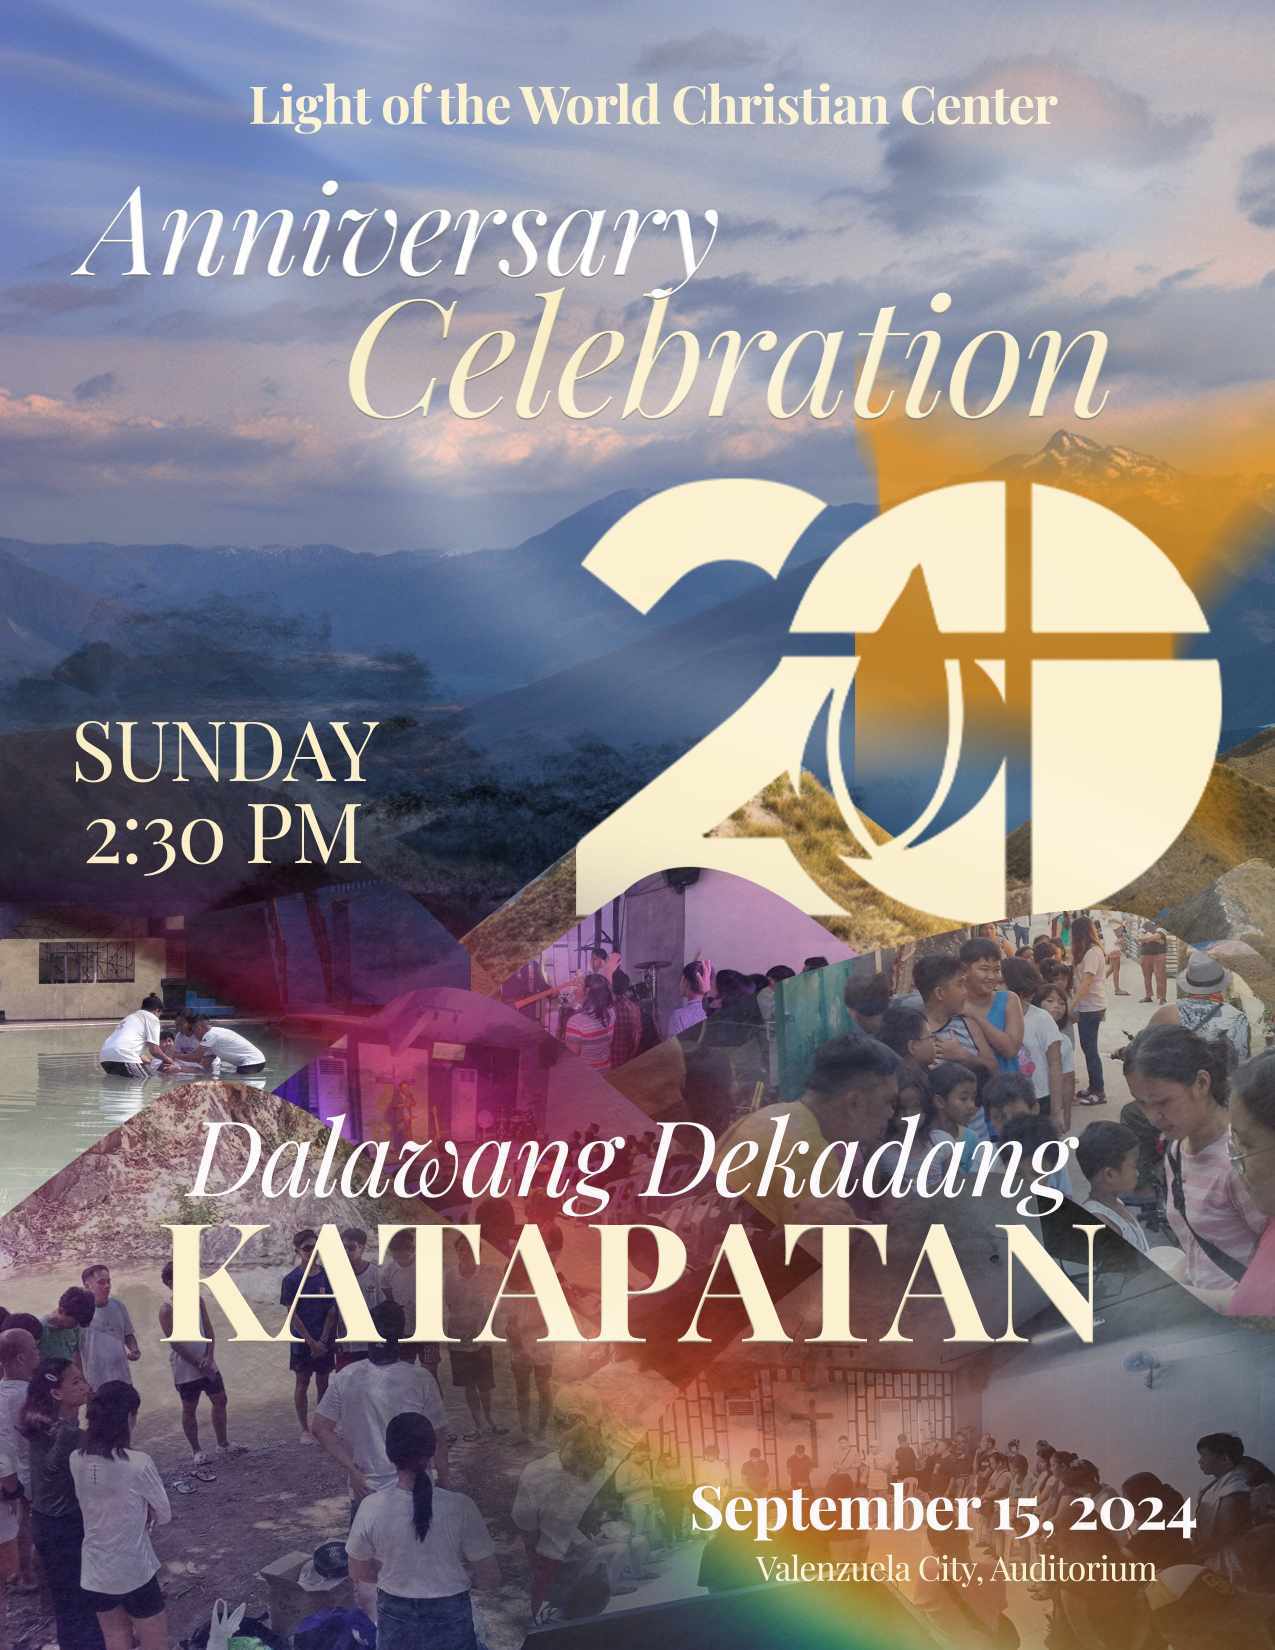 Light of the World Christian Center
Anniversary
Celebration
20
SUNDAY
2:30 PM
Dalawang Dekadang
KATAPATAN
September 15, 2024
Valenzuela City, Auditorium